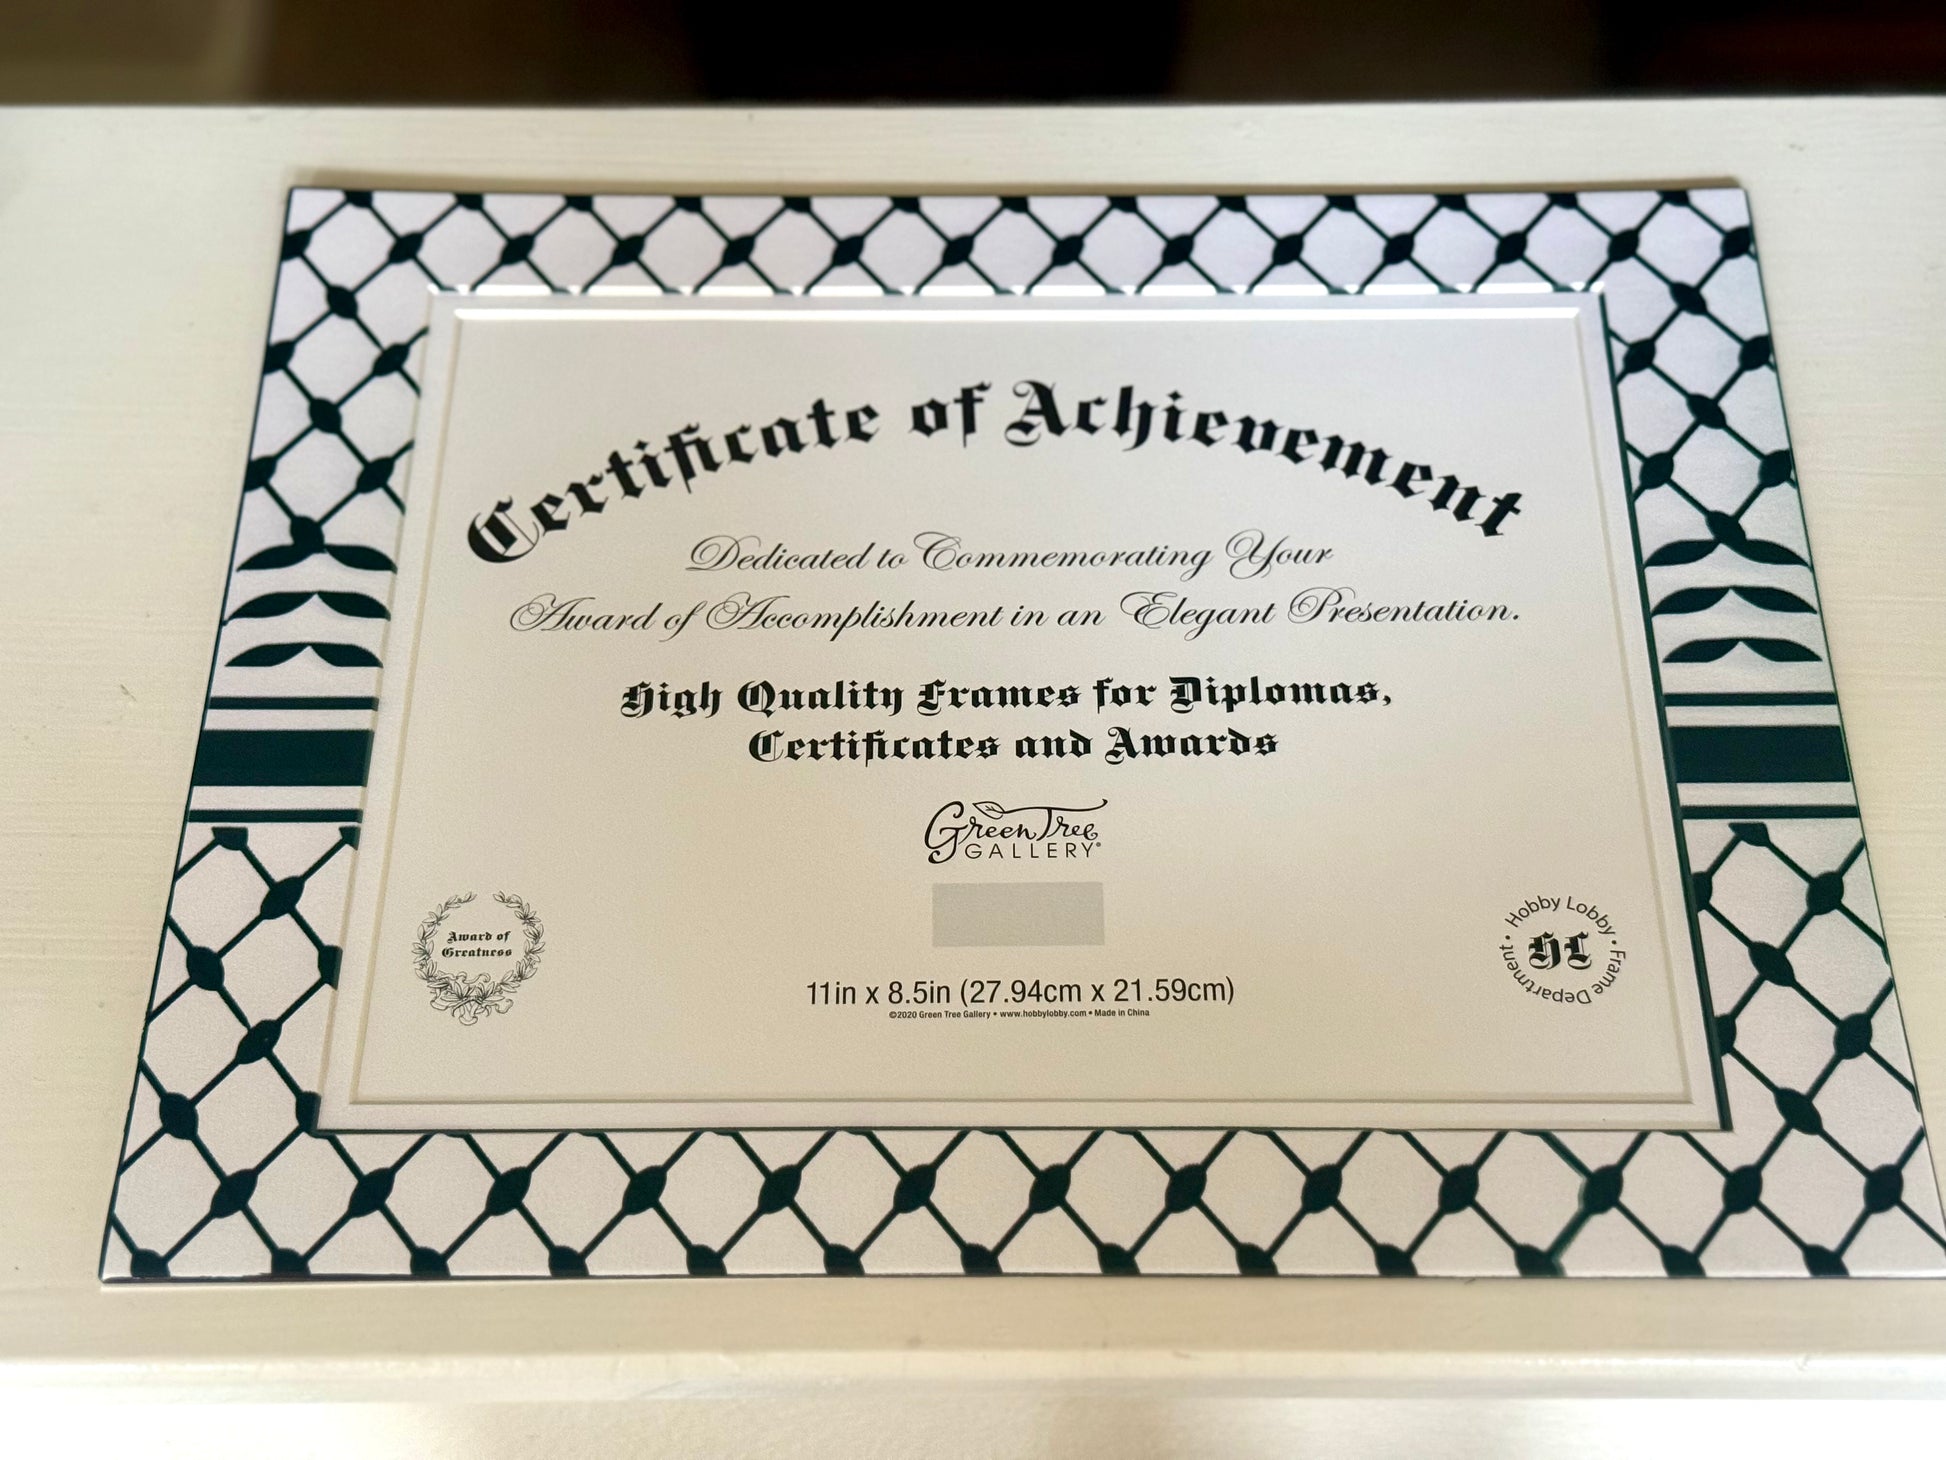 Certificate of Achievement
Dedicated to Commemorating Your
Award of Accomplishment in an Elegant Presentation.
High Quality Frames for Diplomas,
Certificates and Awards
Green Tree
GALLERY®
Award of
Greatness
Hobby Lobby • Frame Department •
HL
11in x 8.5in (27.94cm x 21.59cm)
©2020 Green Tree Gallery • www.hobbylobby.com • Made in China